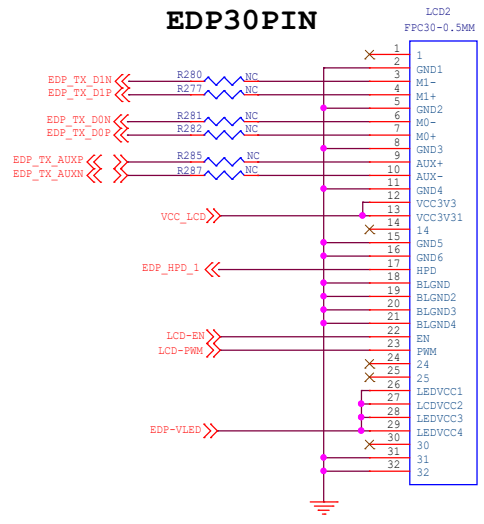 EDP30PIN
LCD2
FPC30-0.5MM
1 1
2 GND1
EDP_TX_D1N R280 NC 3 M1-
EDP_TX_D1P R277 NC 4 M1+
5 GND2
EDP_TX_D0N R281 NC 6 M0-
EDP_TX_D0P R282 NC 7 M0+
8 GND3
EDP_TX_AUXP R285 NC 9 AUX+
EDP_TX_AUXN R287 NC 10 AUX-
11 GND4
12 VCC3V3
VCC_LCD 13 VCC3V31
14 14
15 GND5
16 GND6
EDP_HPD_1 17 HPD
18 BLGND
19 BLGND2
20 BLGND3
21 BLGND4
LCD-EN 22 EN
LCD-PWM 23 PWM
24 24
25 25
26 LEDVCC1
27 LCDVCC2
28 LEDVCC3
EDP-VLED 29 LEDVCC4
30 30
31 31
32 32